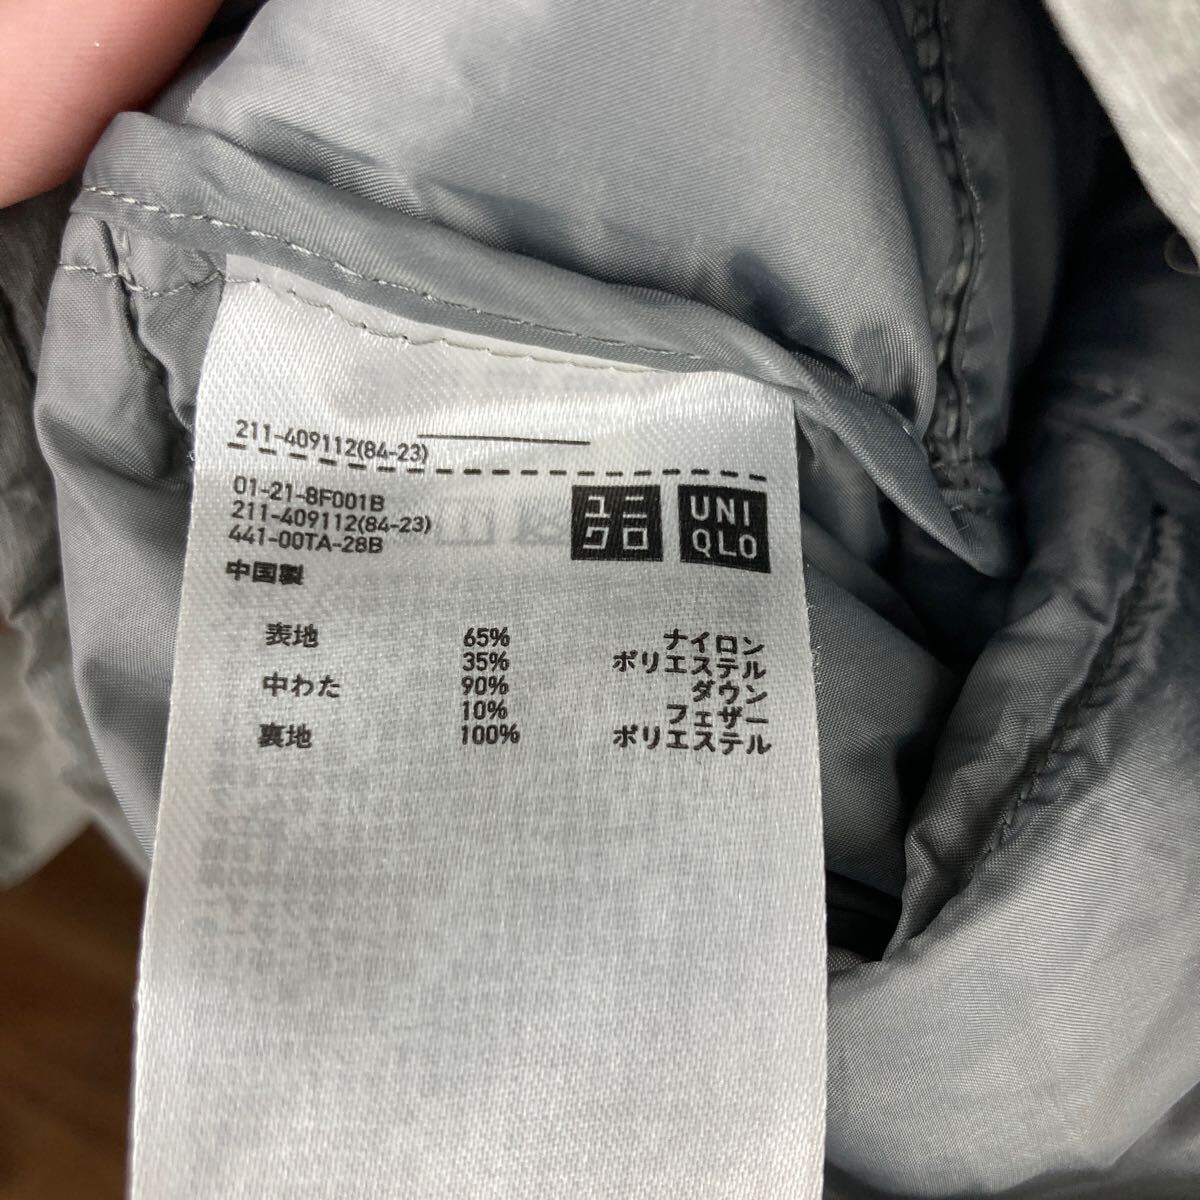 211-409112(84-23)
01-21-8F001B
211-409112(84-23)
441-00TA-28B
中国製
ユニ
クロ
UNI
QLO
表地 65% ナイロン
35% ポリエステル
中わた 90% ダウン
10% フェザー
裏地 100% ポリエステル